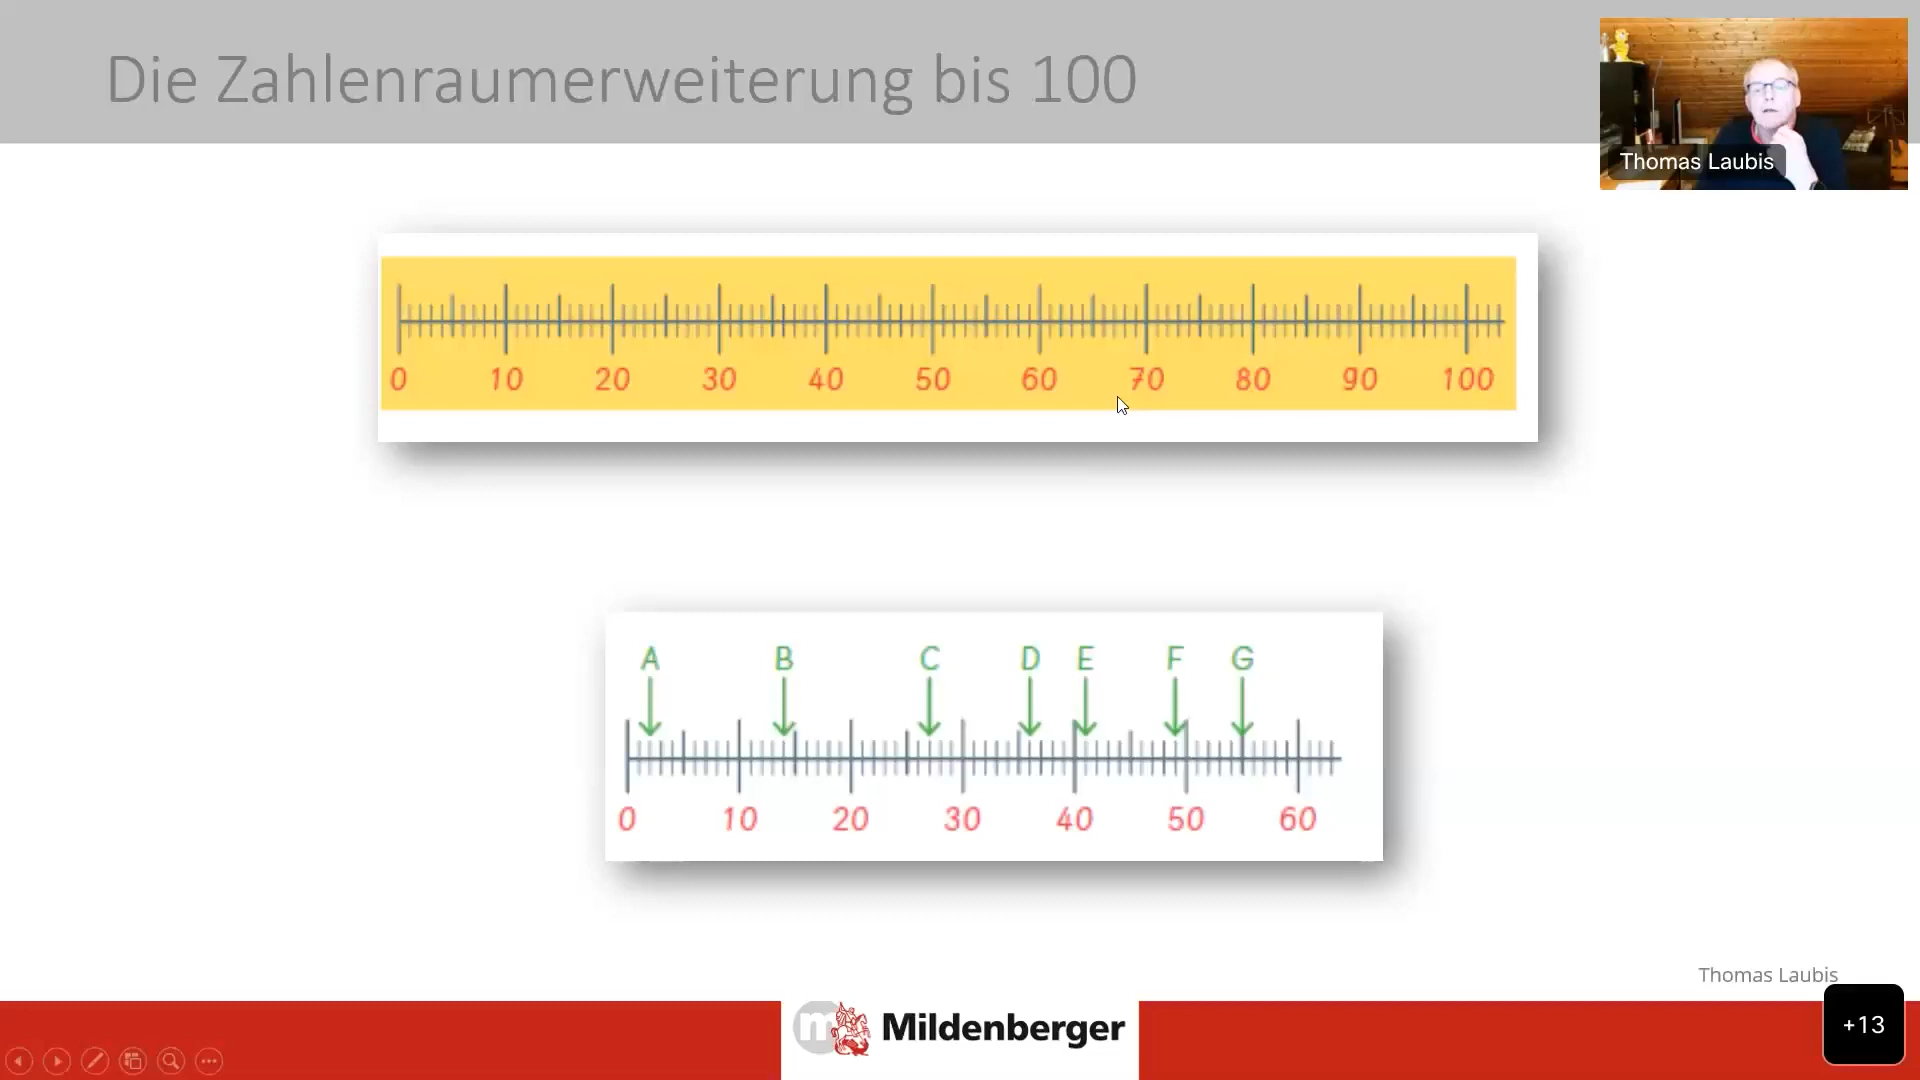 Die Zahlenraumerweiterung bis 100
Thomas Laubis
0 10 20 30 40 50 60 70 80 90 100
A B C D E F G
0 10 20 30 40 50 60
Thomas Laubis
m Mildenberger
+13